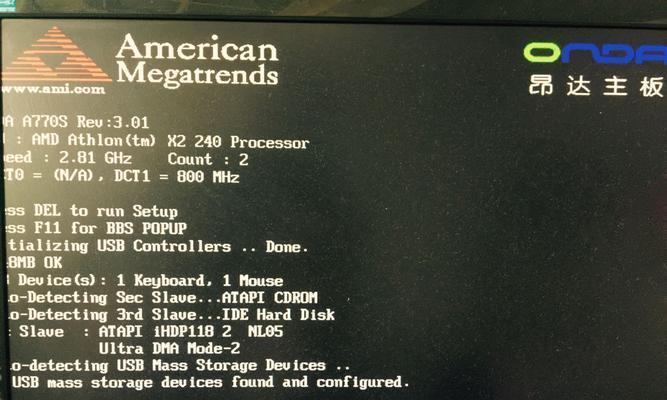 American
Megatrends
www.ami.com
ONDA
昂达主板
A770S Rev:3.01
: AMD Athlon(tm) X2 240 Processor
eed : 2.81 GHz Count : 2
T0 = (N/A), DCT1 = 800 MHz
ess DEL to run Setup
ess F11 for BBS POPUP
tializing USB Controllers .. Done.
8MB OK
Device(s): 1 Keyboard, 1 Mouse
o-Detecting Sec Slave...ATAPI CDROM
o-Detecting 3rd Slave...IDE Hard Disk
Slave : ATAPI iHDP118 2 NL05
Ultra DMA Mode-2
o-detecting USB Mass Storage Devices ..
USB mass storage devices found and configured.